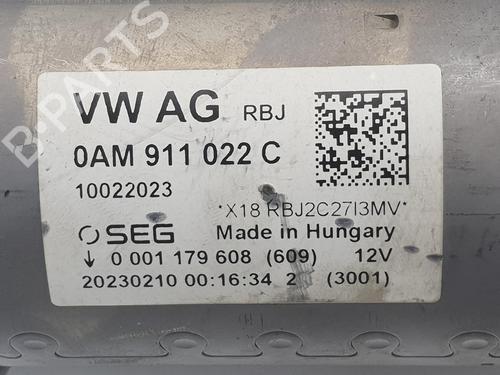 VW AG RBJ
0AM 911 022 C
10022023
*X18 RBJ2C27I3MV*
SEG Made in Hungary
↓ 0 001 179 608 (609) 12V
20230210 00:16:34 2 (3001)
B-PARTS